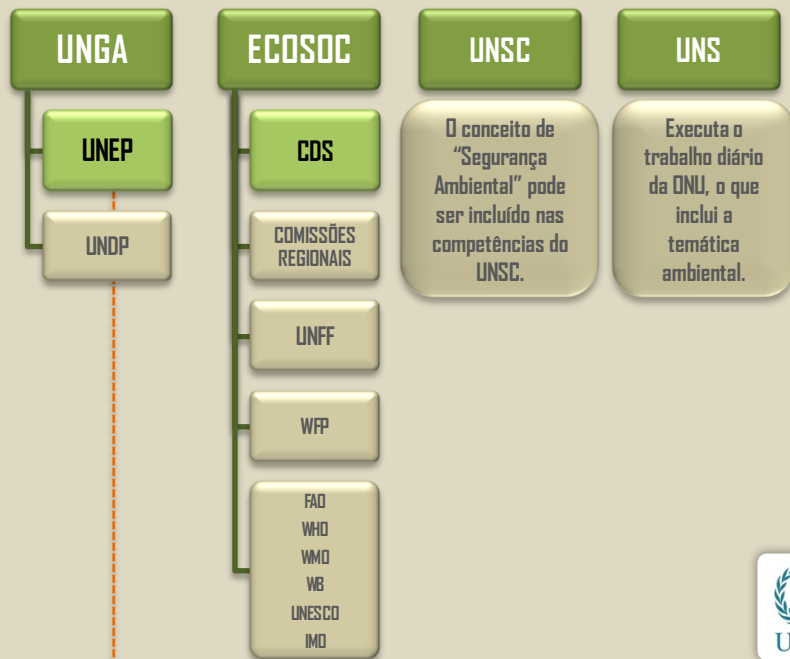 UNGA
UNEP
UNDP
ECOSOC
CDS
COMISSÕES
REGIONAIS
UNFF
WFP
FAO
WHO
WMO
WB
UNESCO
IMO
UNSC
O conceito de
“Segurança
Ambiental” pode
ser incluído nas
competências do
UNSC.
UNS
Executa o
trabalho diário
da ONU, o que
inclui a
temática
ambiental.